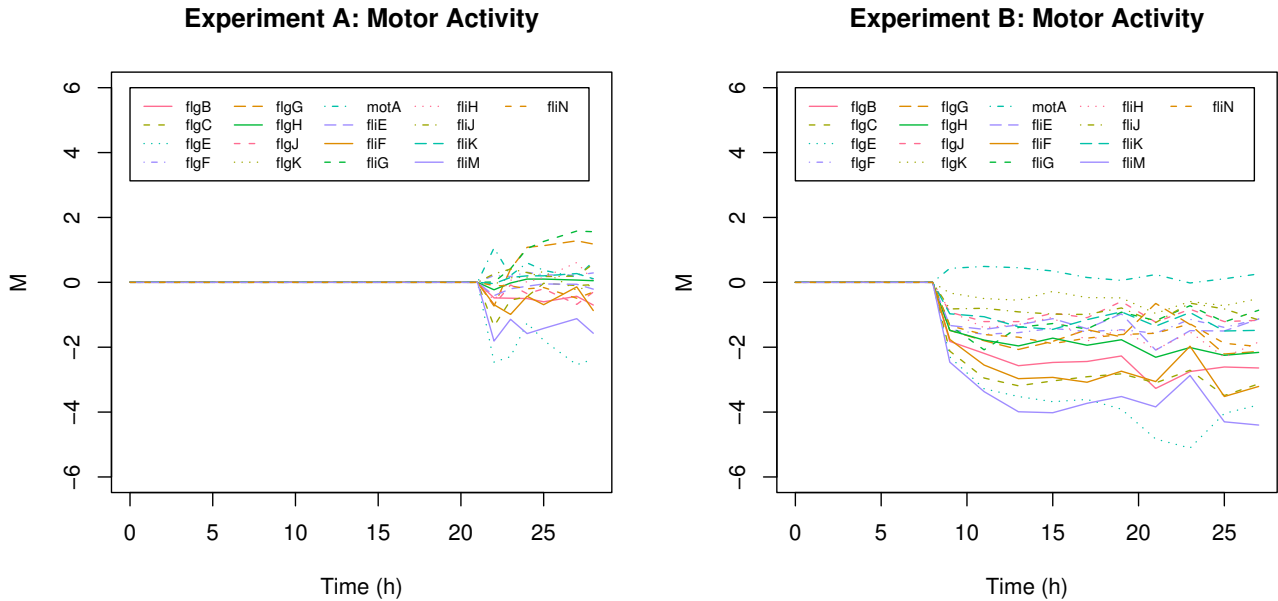 Experiment A: Motor Activity
M
6
4
2
0
−2
−4
−6
flgB flgG motA fliH fliN
flgC flgH fliE fliJ
flgE flgJ fliF fliK
flgF flgK fliG fliM
0 5 10 15 20 25
Time (h)
Experiment B: Motor Activity
M
6
4
2
0
−2
−4
−6
flgB flgG motA fliH fliN
flgC flgH fliE fliJ
flgE flgJ fliF fliK
flgF flgK fliG fliM
0 5 10 15 20 25
Time (h)